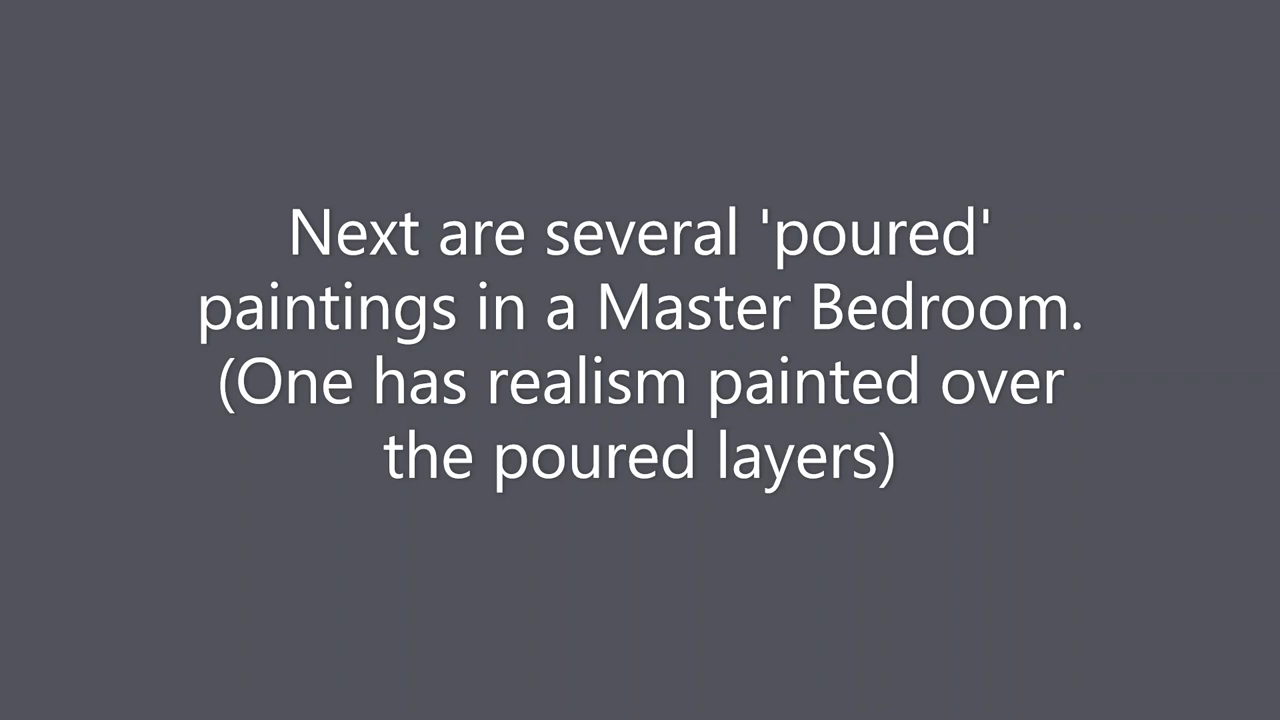 Next are several 'poured'
paintings in a Master Bedroom.
(One has realism painted over
the poured layers)